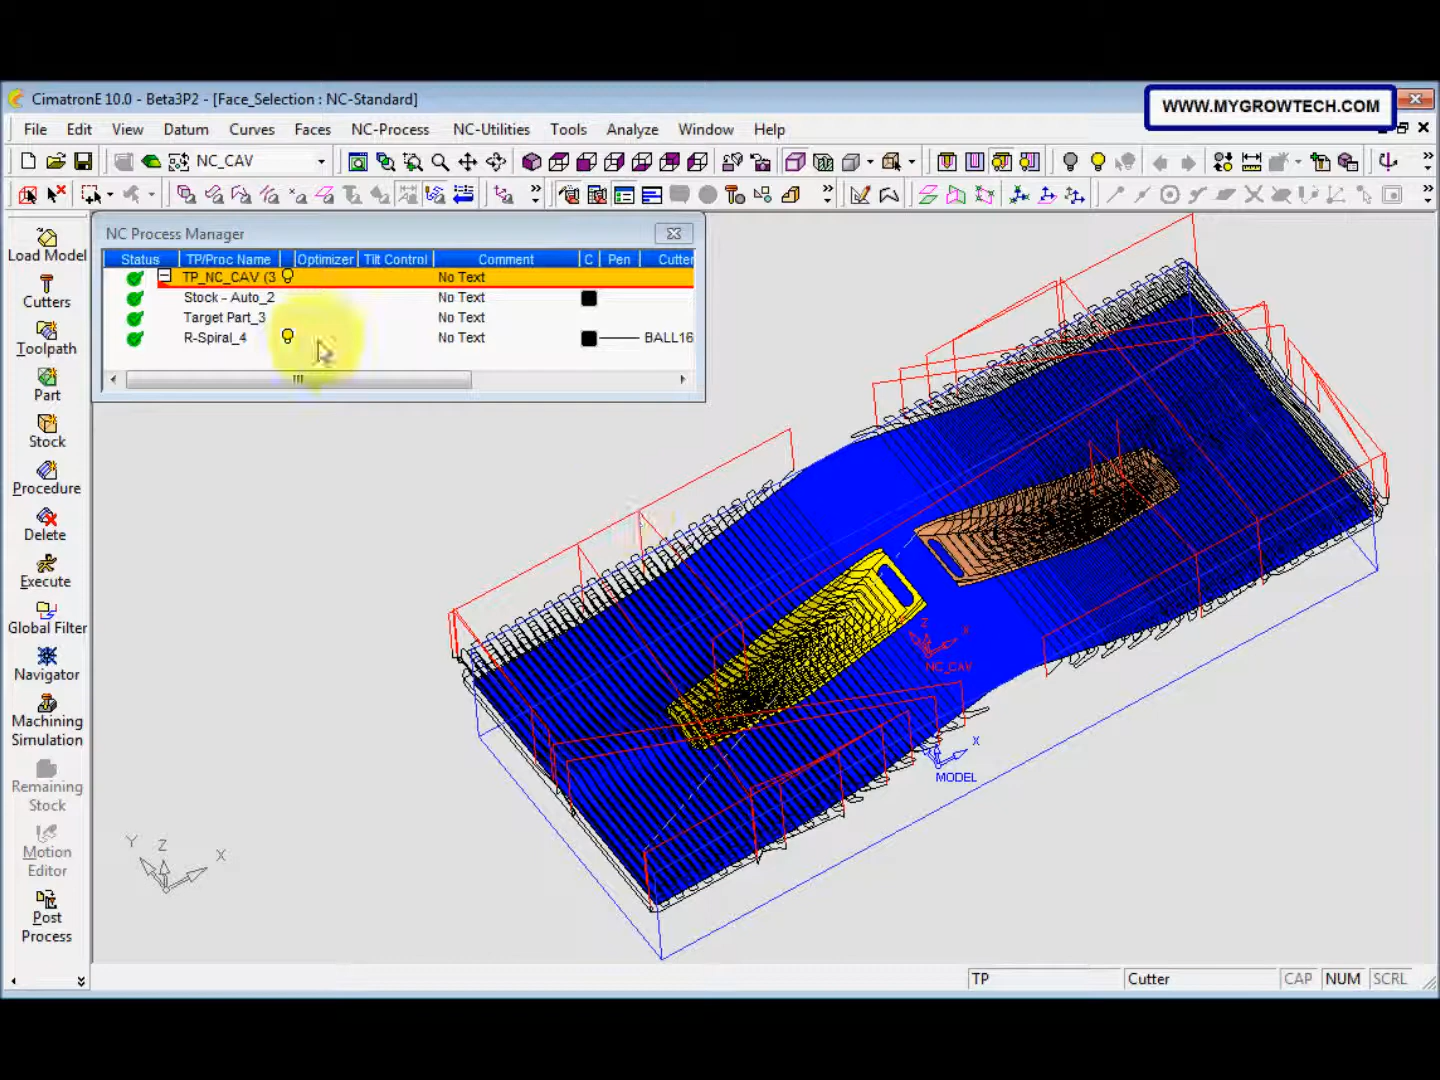 CimatronE 10.0 - Beta3P2 - [Face_Selection : NC-Standard]
WWW.MYGROWTECH.COM
File Edit View Datum Curves Faces NC-Process NC-Utilities Tools Analyze Window Help
NC_CAV
NC Process Manager
Status TP/Proc Name Optimizer Tilt Control Comment C Pen Cutter
TP_NC_CAV (3 No Text
Stock - Auto_2 No Text
Target Part_3 No Text
R-Spiral_4 No Text BALL16
Load Model
Cutters
Toolpath
Part
Stock
Procedure
Delete
Execute
Global Filter
Navigator
Machining
Simulation
Remaining
Stock
Motion
Editor
Post
Process
Z
X
NC_CAV
X
MODEL
Y Z X
TP Cutter CAP NUM SCRL